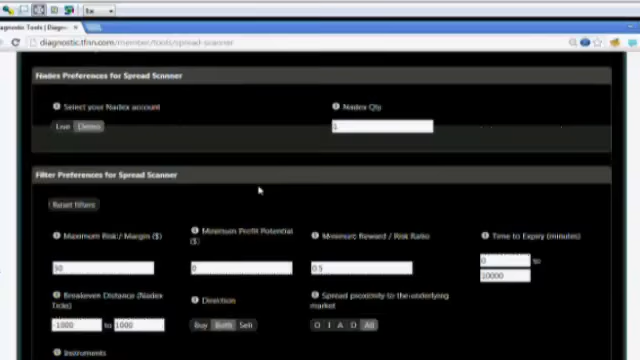 diagnostic.tfnn.com/member/tools/spread-scanner
Nadex Preferences for Spread Scnnner
Select your Nadex account
Nadex Qty
Live Demo
Filter Preferences for Spread Scanner
Reset filters
Maximum Risk/ Margin ($)
Minimum Profit Potential
($)
Minimum Reward / Risk Ratio
Time to Expiry (minutes)
50
0
0.5
0 to
10000
Breakeven Distance (Nadex
Ticks)
Direction
Spread proximity to the underlying
market
-1000 to 1000
Buy Both Sell
O I A D All
Instruments